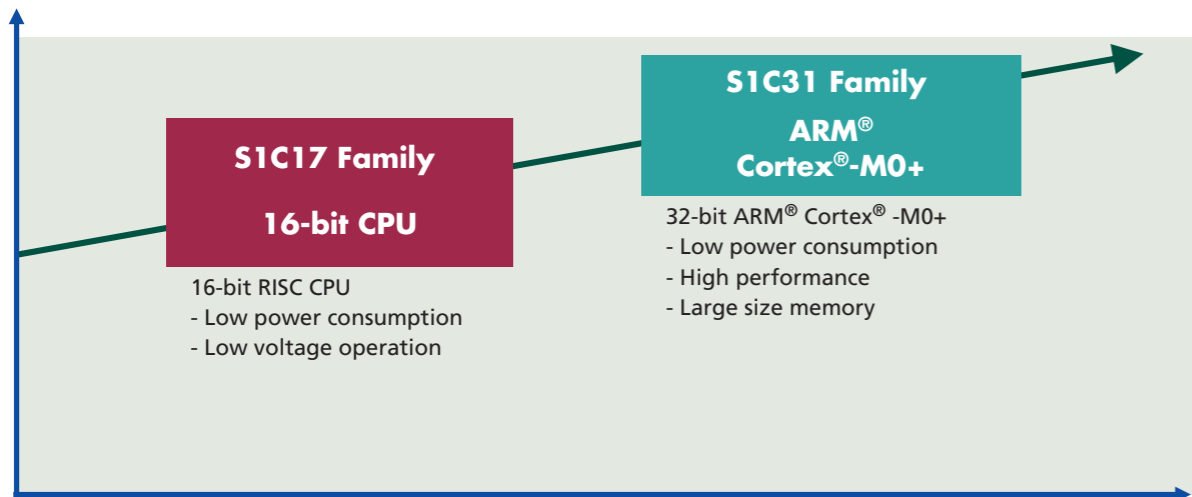 S1C17 Family
16-bit CPU
16-bit RISC CPU
- Low power consumption
- Low voltage operation
S1C31 Family
ARM®
Cortex®-M0+
32-bit ARM® Cortex® -M0+
- Low power consumption
- High performance
- Large size memory